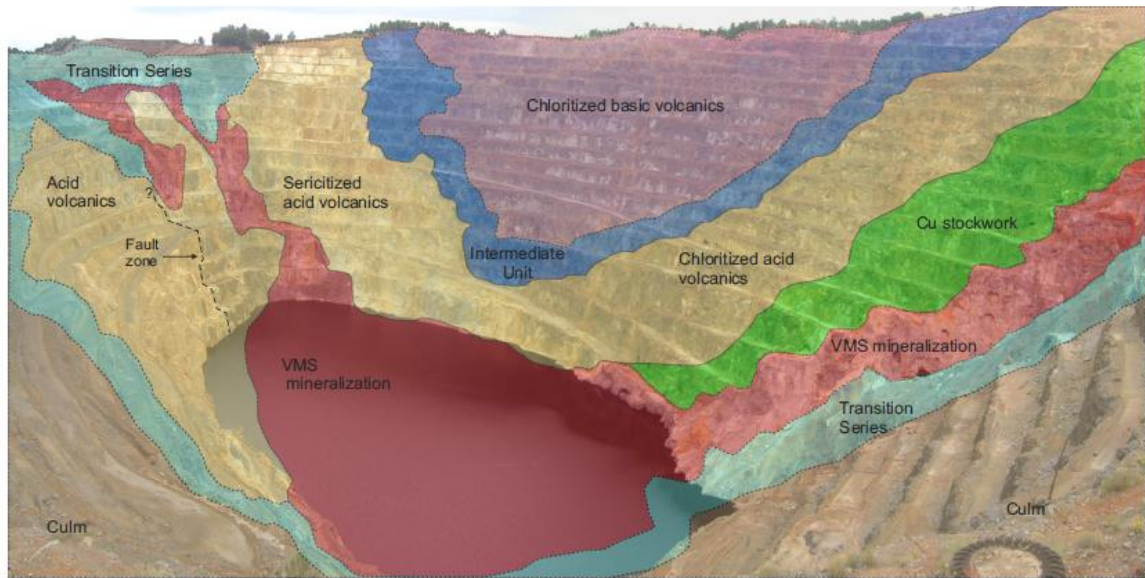 Transition Series
Chloritized basic volcanics
Acid
volcanics
?
Sericitized
acid volcanics
Cu stockwork
Fault
zone
Intermediate
Unit
Chloritized acid
volcanics
VMS
mineralization
VMS mineralization
Transition
Series
Culm
Culm